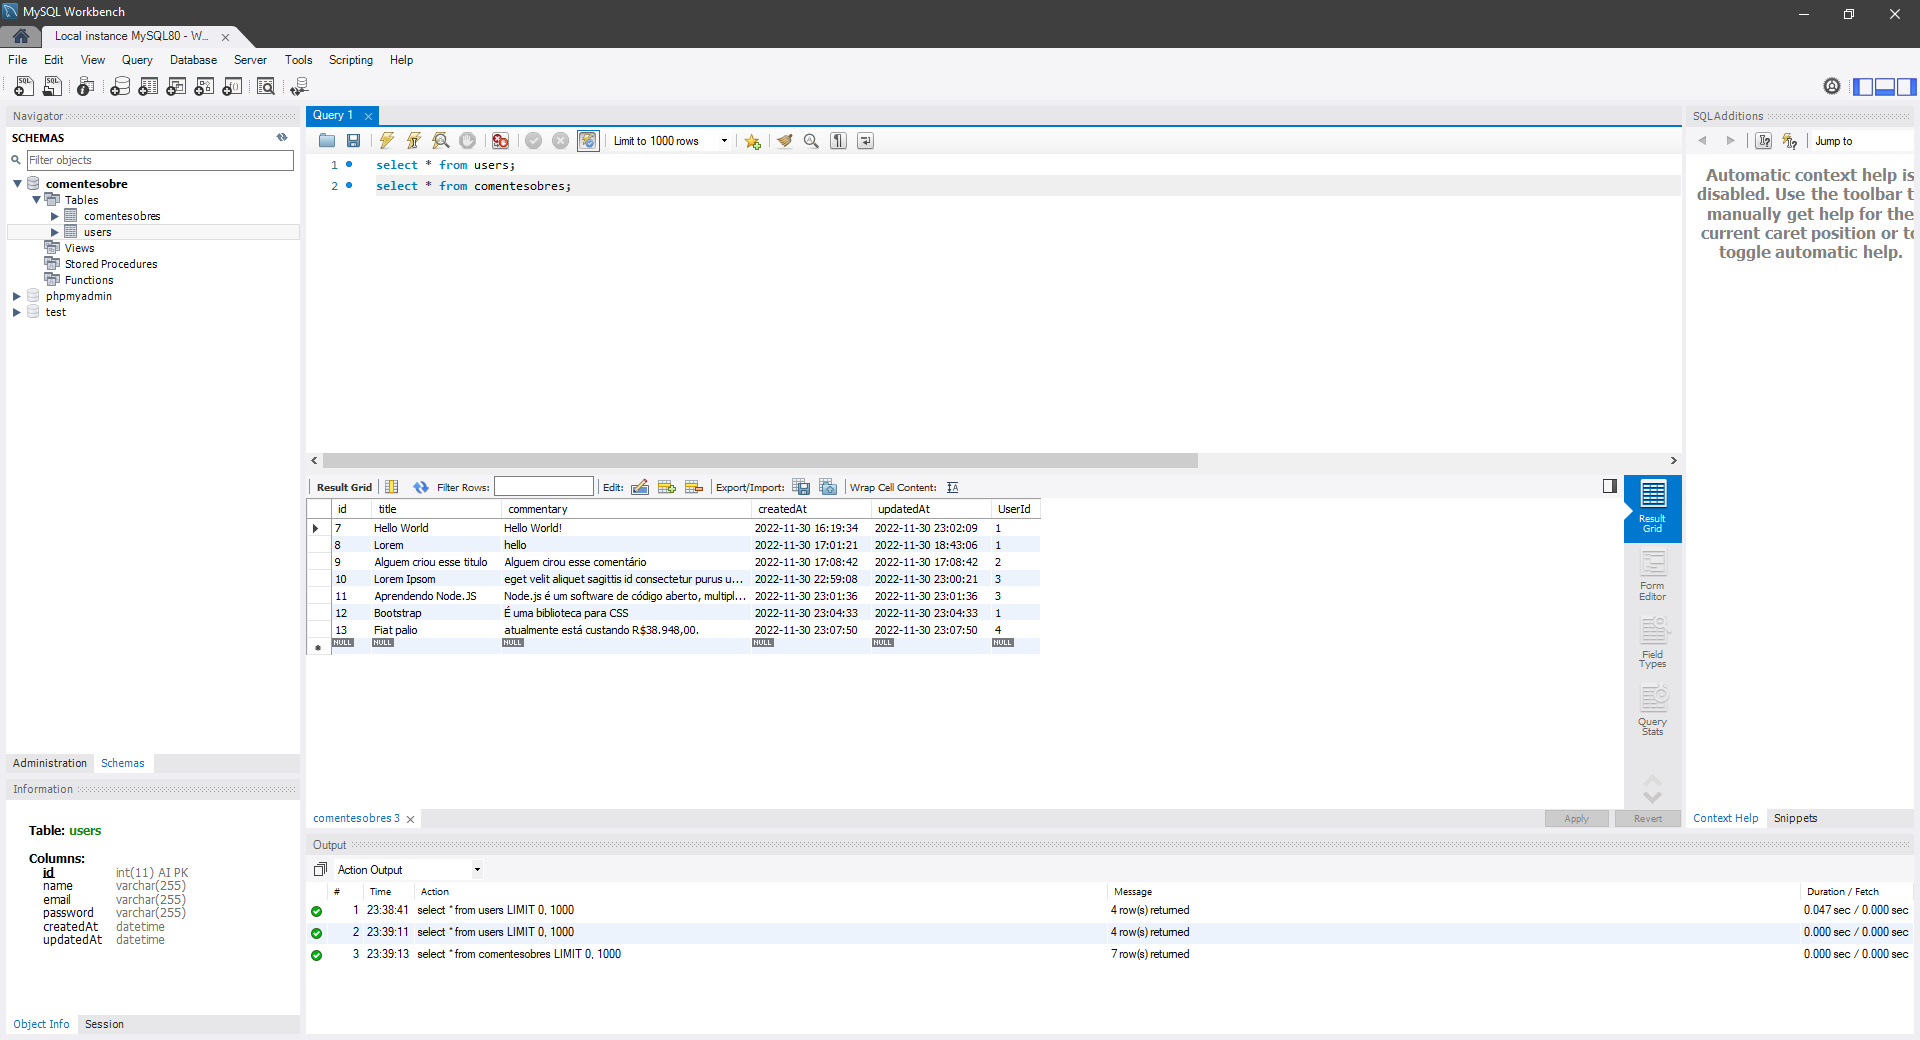 MySQL Workbench
Local instance MySQL80 - W...
File Edit View Query Database Server Tools Scripting Help
Navigator
SCHEMAS
Filter objects
comentesobre
Tables
comentesobres
users
Views
Stored Procedures
Functions
phpmyadmin
test
Administration Schemas
Information
Table: users
Columns:
id int(11) AI PK
name varchar(255)
email varchar(255)
password varchar(255)
createdAt datetime
updatedAt datetime
Object Info Session
Query 1
Limit to 1000 rows
1 select * from users;
2 select * from comentesobres;
Result Grid Filter Rows: Edit: Export/Import: Wrap Cell Content:
id title commentary createdAt updatedAt UserId
7 Hello World Hello World! 2022-11-30 16:19:34 2022-11-30 23:02:09 1
8 Lorem hello 2022-11-30 17:01:21 2022-11-30 18:43:06 1
9 Alguem criou esse titulo Alguem cirou esse comentário 2022-11-30 17:08:42 2022-11-30 17:08:42 2
10 Lorem Ipsom eget velit aliquet sagittis id consectetur purus u... 2022-11-30 22:59:08 2022-11-30 23:00:21 3
11 Aprendendo Node.JS Node.js é um software de código aberto, multipl... 2022-11-30 23:01:36 2022-11-30 23:01:36 3
12 Bootstrap É uma biblioteca para CSS 2022-11-30 23:04:33 2022-11-30 23:04:33 1
13 Fiat palio atualmente está custando R$38.948,00. 2022-11-30 23:07:50 2022-11-30 23:07:50 4
NULL NULL NULL NULL NULL NULL
Result
Grid
Form
Editor
Field
Types
Query
Stats
comentesobres 3
Apply Revert
SQLAdditions
Jump to
Automatic context help is
disabled. Use the toolbar t
manually get help for the
current caret position or to
toggle automatic help.
Context Help Snippets
Output
Action Output
# Time Action Message Duration / Fetch
1 23:38:41 select * from users LIMIT 0, 1000 4 row(s) returned 0.047 sec / 0.000 sec
2 23:39:11 select * from users LIMIT 0, 1000 4 row(s) returned 0.000 sec / 0.000 sec
3 23:39:13 select * from comentesobres LIMIT 0, 1000 7 row(s) returned 0.000 sec / 0.000 sec